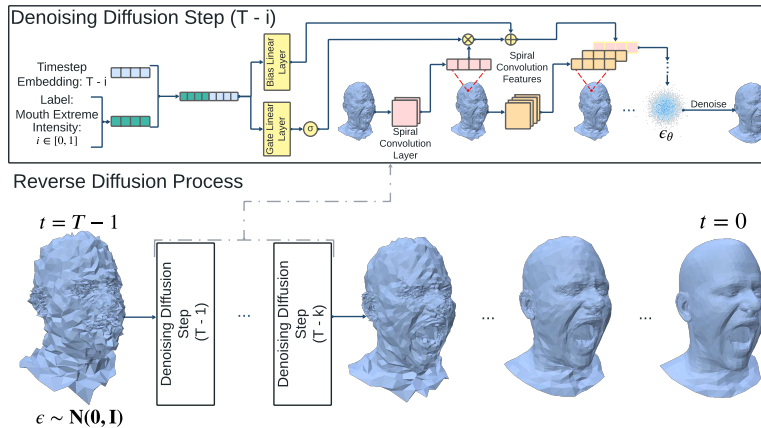 Denoising Diffusion Step (T - i)
Timestep
Embedding: T - i
Label:
Mouth Extreme
Intensity:
i ∈ [0, 1]
Bias Linear
Layer
Gate Linear
Layer
σ
Spiral
Convolution
Layer
Spiral
Convolution
Features
...
ϵθ
Denoise
Reverse Diffusion Process
t = T − 1
t = 0
Denoising DIffusion
Step
(T - 1)
...
Denoising DIffusion
Step
(T - k)
...
...
ϵ ∼ N(0, I)